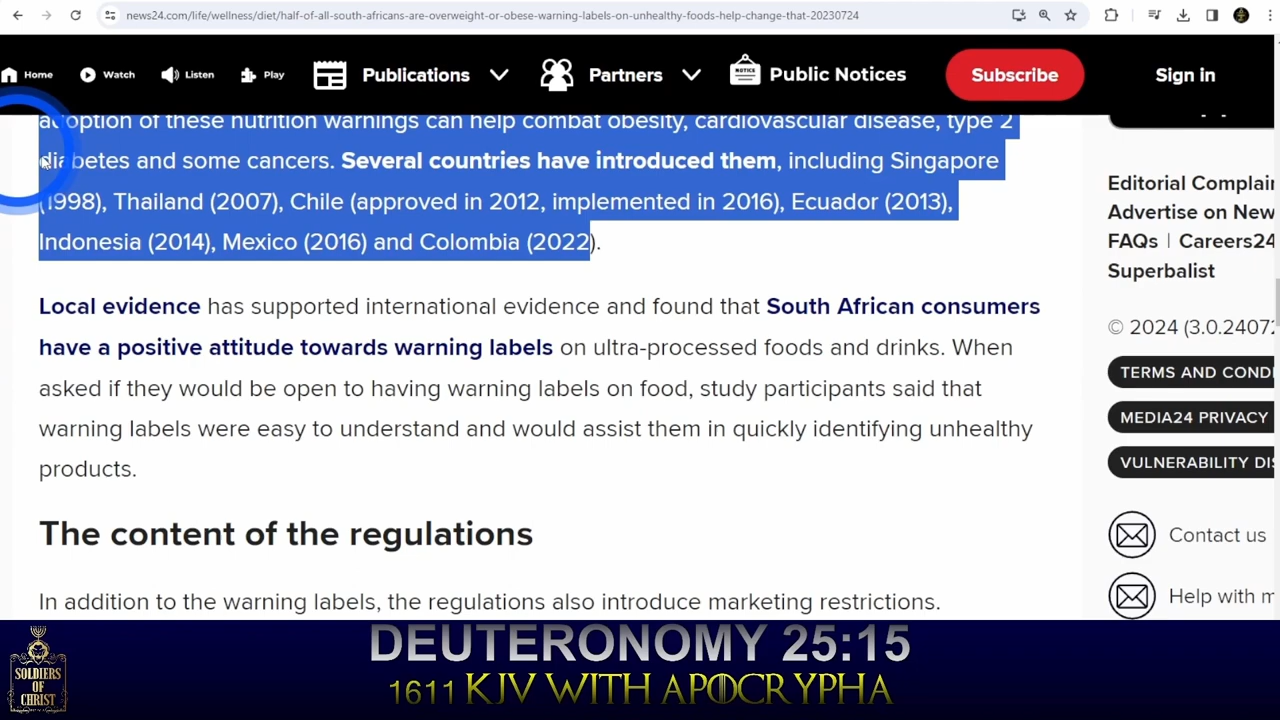 news24.com/life/wellness/diet/half-of-all-south-africans-are-overweight-or-obese-warning-labels-on-unhealthy-foods-help-change-that-20230724
Home
Watch
Listen
Play
Publications
Partners
NOTICE
Public Notices
Subscribe
Sign in
adoption of these nutrition warnings can help combat obesity, cardiovascular disease, type 2
diabetes and some cancers. Several countries have introduced them, including Singapore
(1998), Thailand (2007), Chile (approved in 2012, implemented in 2016), Ecuador (2013),
Indonesia (2014), Mexico (2016) and Colombia (2022).
Local evidence has supported international evidence and found that South African consumers
have a positive attitude towards warning labels on ultra-processed foods and drinks. When
asked if they would be open to having warning labels on food, study participants said that
warning labels were easy to understand and would assist them in quickly identifying unhealthy
products.
The content of the regulations
In addition to the warning labels, the regulations also introduce marketing restrictions.
Editorial Complain
Advertise on New
FAQs | Careers24
Superbalist
© 2024 (3.0.2407
TERMS AND COND
MEDIA24 PRIVACY
VULNERABILITY DIS
Contact us
Help with m
SOLDIERS
OF
CHRIST
DEUTERONOMY 25:15
1611 KJV WITH APOCRYPHA